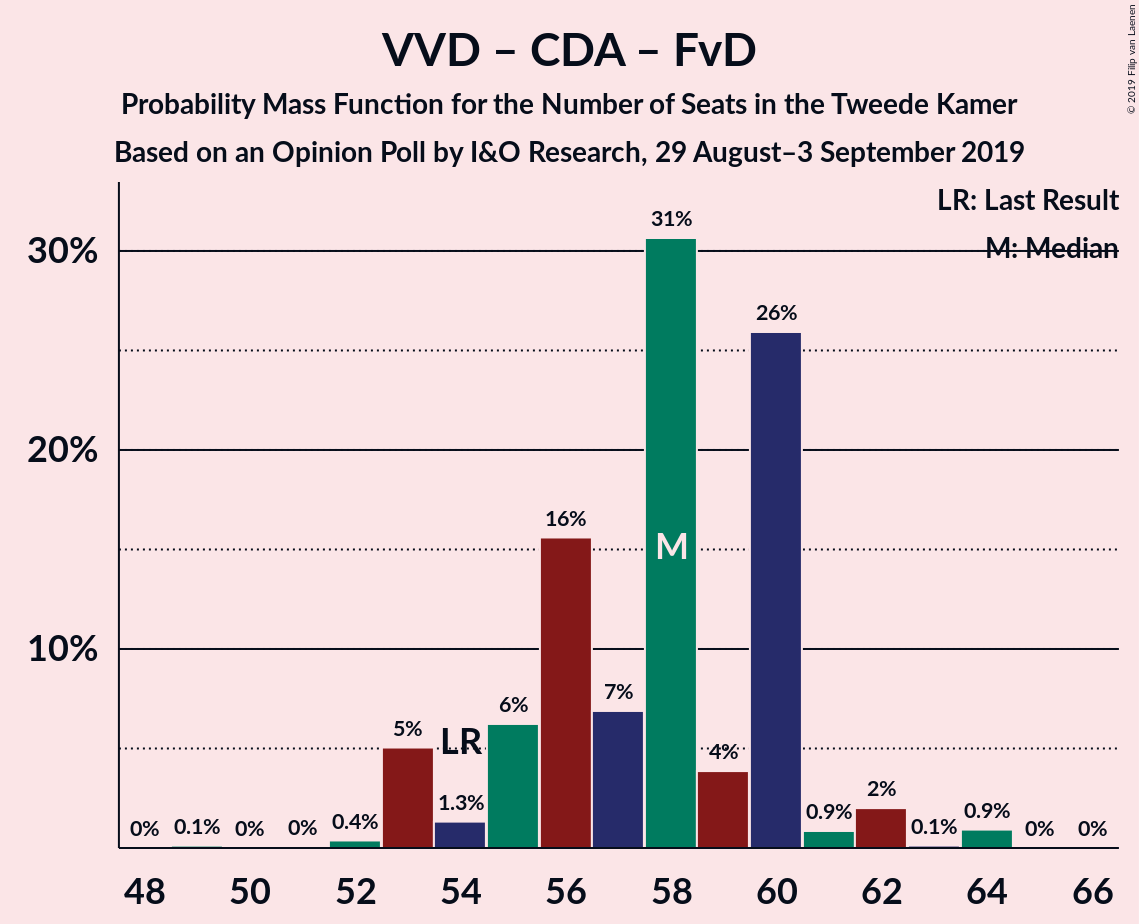 VVD – CDA – FvD
Probability Mass Function for the Number of Seats in the Tweede Kamer
Based on an Opinion Poll by I&O Research, 29 August–3 September 2019
© 2019 Filip van Laenen
LR: Last Result
M: Median
30%
20%
10%
0%
0.1%
0%
0%
0.4%
5%
LR
1.3%
6%
16%
7%
31%
M
4%
26%
0.9%
2%
0.1%
0.9%
0%
0%
48 50 52 54 56 58 60 62 64 66